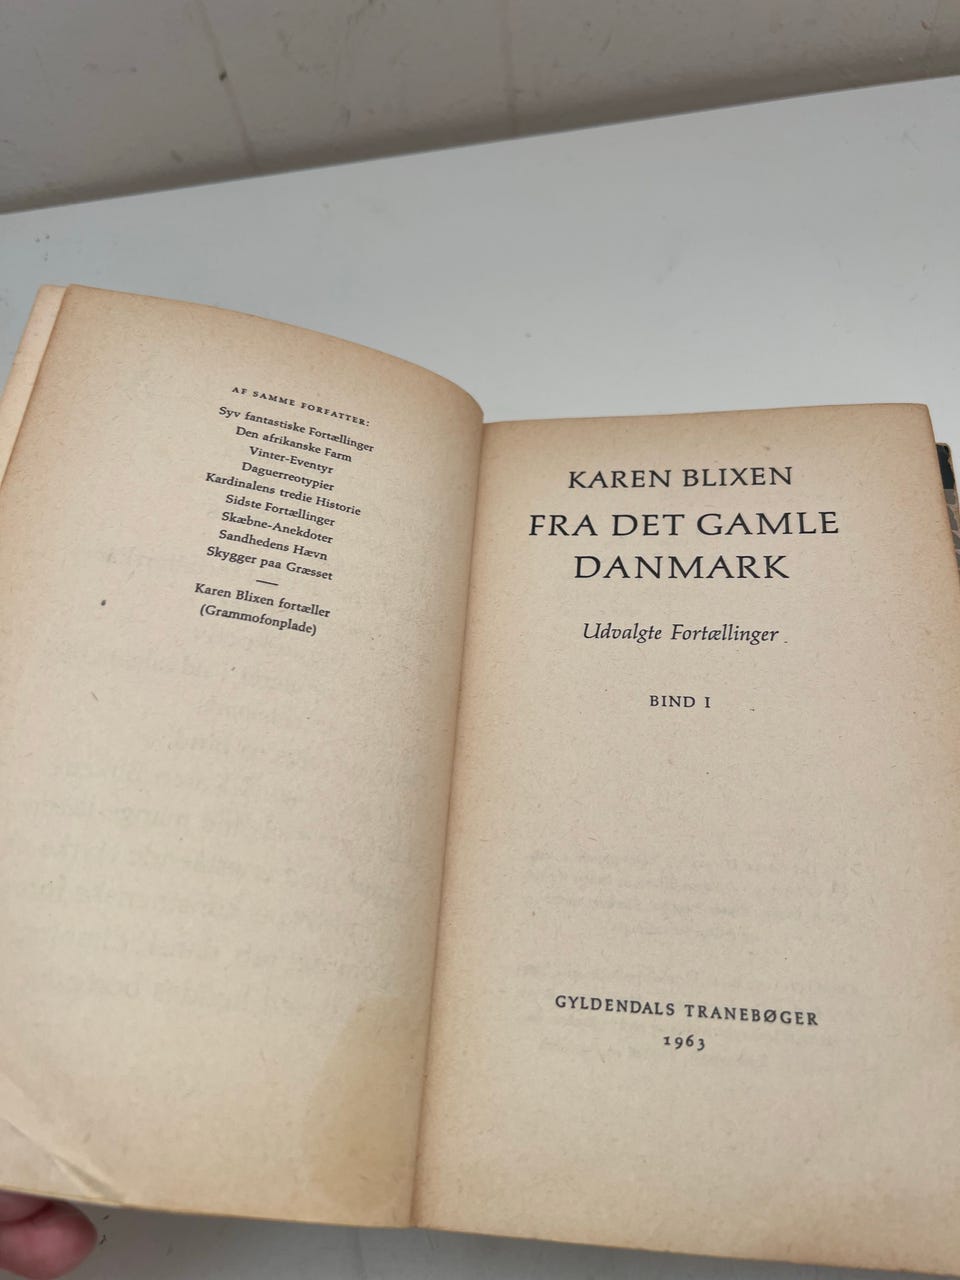 AF SAMME FORFATTER:
Syv fantastiske Fortællinger
Den afrikanske Farm
Vinter-Eventyr
Daguerreotypier
Kardinalens tredie Historie
Sidste Fortællinger
Skæbne-Anekdoter
Sandhedens Hævn
Skygger paa Græsset
Karen Blixen fortæller
(Grammofonplade)
KAREN BLIXEN
FRA DET GAMLE
DANMARK
Udvalgte Fortællinger
BIND I
GYLDENDALS TRANEBØGER
1963